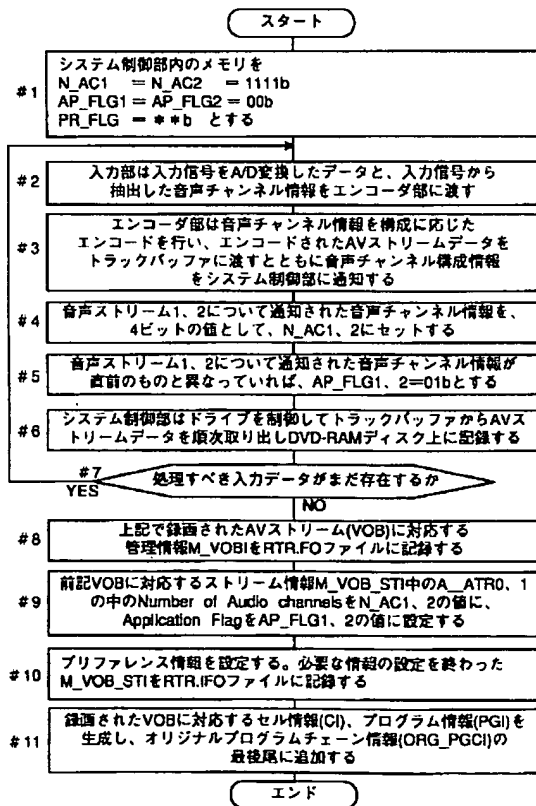 スタート
#1
システム制御部内のメモリを
N_AC1 = N_AC2 = 1111b
AP_FLG1 = AP_FLG2 = 00b
PR_FLG = **b とする
#2
入力部は入力信号をA/D変換したデータと、入力信号から
抽出した音声チャンネル情報をエンコーダ部に渡す
#3
エンコーダ部は音声チャンネル情報を構成に応じた
エンコードを行い、エンコードされたAVストリームデータを
トラックバッファに渡すとともに音声チャンネル構成情報
をシステム制御部に通知する
#4
音声ストリーム1、2について通知された音声チャンネル情報を、
4ビットの値として、N_AC1、2にセットする
#5
音声ストリーム1、2について通知された音声チャンネル情報が
直前のものと異なっていれば、AP_FLG1、2=01bとする
#6
システム制御部はドライブを制御してトラックバッファからAVス
トリームデータを順次取り出しDVD-RAMディスク上に記録する
#7
処理すべき入力データがまだ存在するか
YES
NO
#8
上記で録画されたAVストリーム(VOB)に対応する
管理情報M_VOBIをRTR.FOファイルに記録する
#9
前記VOBに対応するストリーム情報M_VOB_STI中のA__ATR0、1
の中のNumber of Audio channelsをN_AC1、2の値に、
Application FlagをAP_FLG1、2の値に設定する
#10
プリファレンス情報を設定する。必要な情報の設定を終わった
M_VOB_STIをRTR.IFOファイルに記録する
#11
録画されたVOBに対応するセル情報(CI)、プログラム情報(PGI)を
生成し、オリジナルプログラムチェーン情報(ORG_PGCI)の
最後尾に追加する
エンド